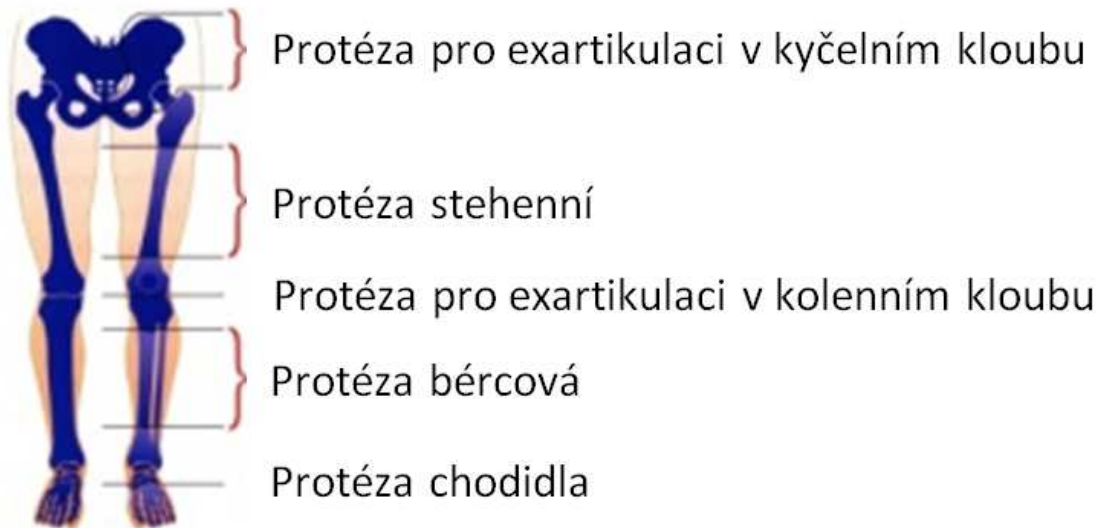 Protéza pro exartikulaci v kyčelním kloubu
Protéza stehenní
Protéza pro exartikulaci v kolenním kloubu
Protéza bércová
Protéza chodidla